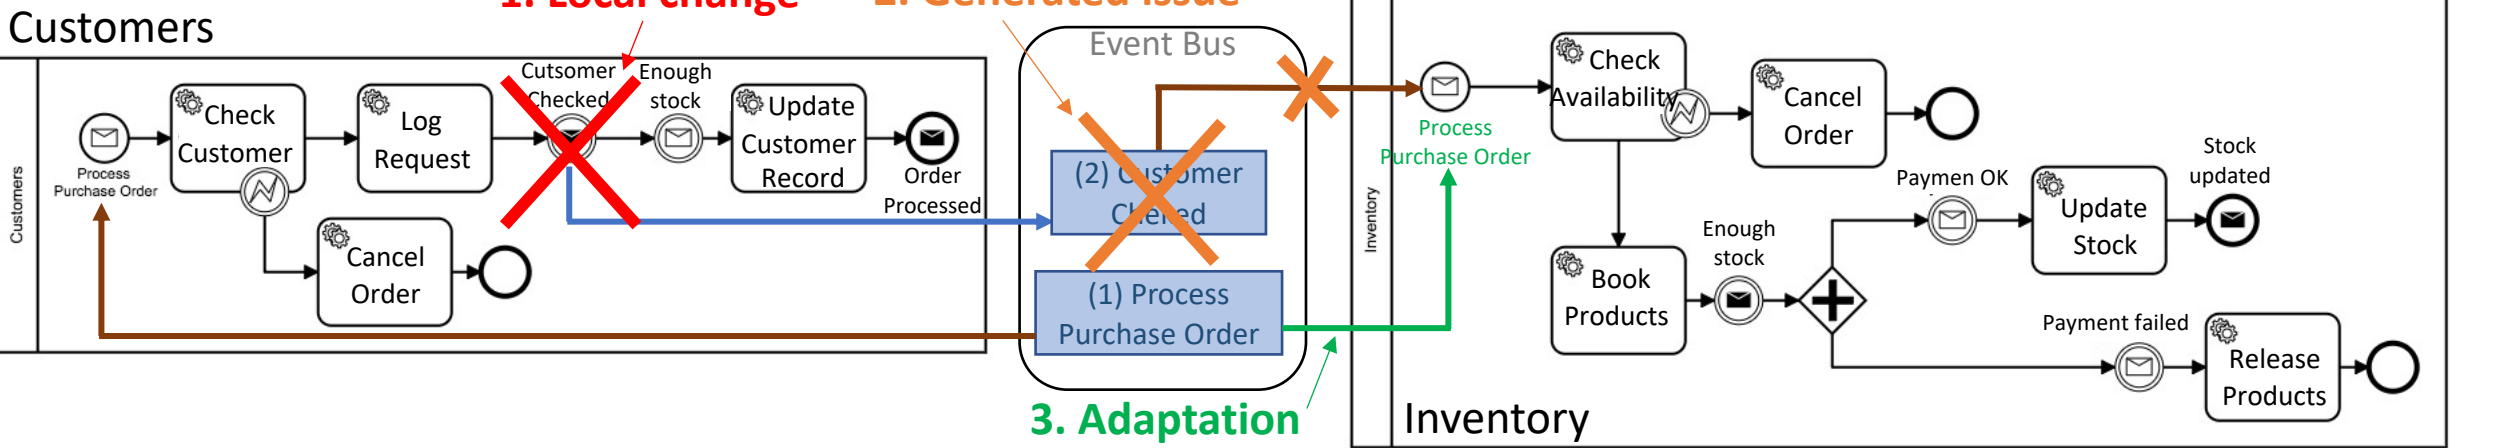 1. Local change
2. Generated issue
Customers
Customers
Process
Purchase Order
Check
Customer
Log
Request
Cutsomer
Checked
Enough
stock
Update
Customer
Record
Order
Processed
Cancel
Order
Event Bus
(2) Customer
Cheked
(1) Process
Purchase Order
3. Adaptation
Inventory
Process
Purchase Order
Check
Availability
Cancel
Order
Book
Products
Enough
stock
Paymen OK
Update
Stock
Stock
updated
Payment failed
Release
Products
Inventory